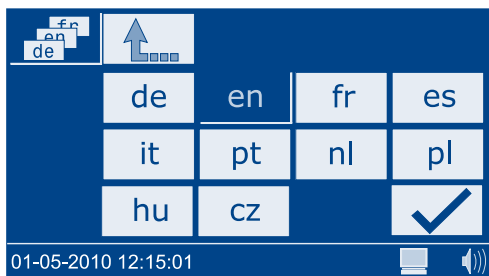 fr
en
de
de en fr es
it pt nl pl
hu cz
01-05-2010 12:15:01